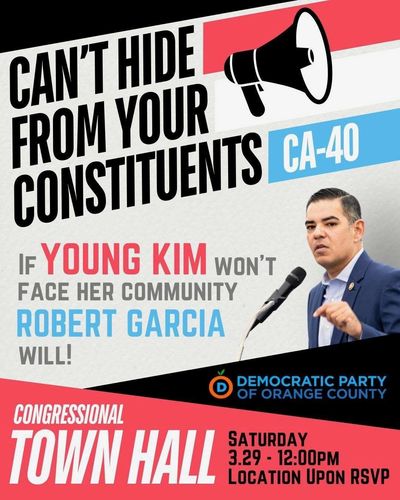 CAN'T HIDE
FROM YOUR
CONSTITUENTS
CA-40
IF YOUNG KIM WON'T
FACE HER COMMUNITY
ROBERT GARCIA
WILL!
D DEMOCRATIC PARTY
OF ORANGE COUNTY
CONGRESSIONAL
TOWN HALL
SATURDAY
3.29 - 12:00PM
LOCATION UPON RSVP